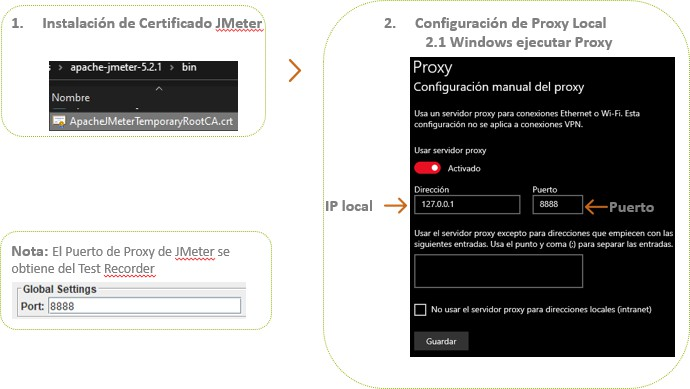 1. Instalación de Certificado JMeter
s › apache-jmeter-5.2.1 › bin
Nombre
ApacheJMeterTemporaryRootCA.crt
Nota: El Puerto de Proxy de JMeter se
obtiene del Test Recorder
Global Settings
Port: 8888
2. Configuración de Proxy Local
2.1 Windows ejecutar Proxy
Proxy
Configuración manual del proxy
Usa un servidor proxy para conexiones Ethernet o Wi-Fi. Esta
configuración no se aplica a conexiones VPN.
Usar servidor proxy
Activado
Dirección Puerto
IP local 127.0.0.1 8888 Puerto
Usar el servidor proxy excepto para direcciones que empiecen con las
siguientes entradas. Usa el punto y coma (;) para separar las entradas.
No usar el servidor proxy para direcciones locales (intranet)
Guardar